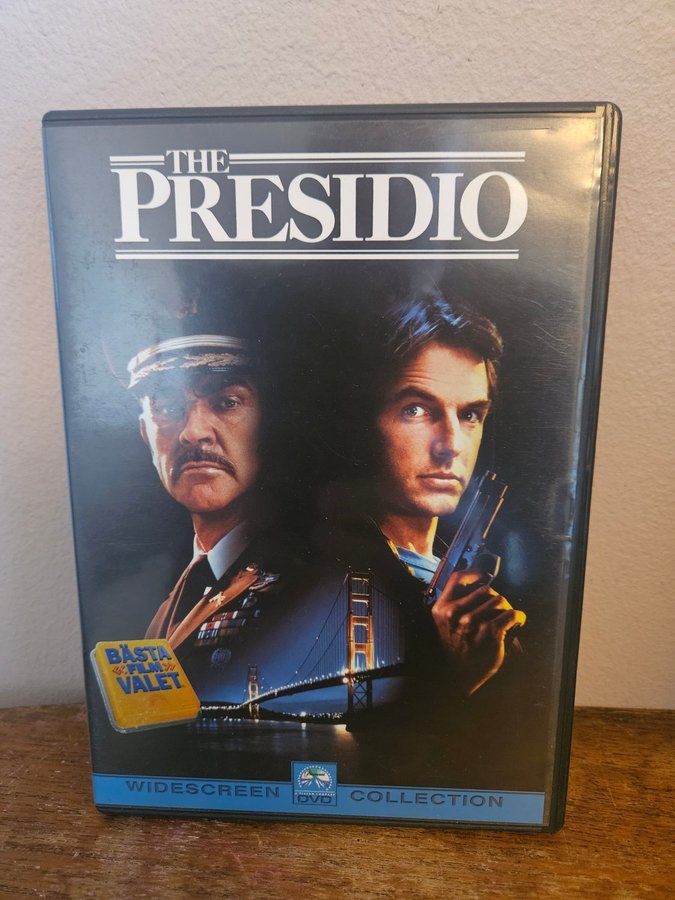 THE
PRESIDIO
BÄSTA
«FILM»
VALET
WIDESCREEN DVD COLLECTION